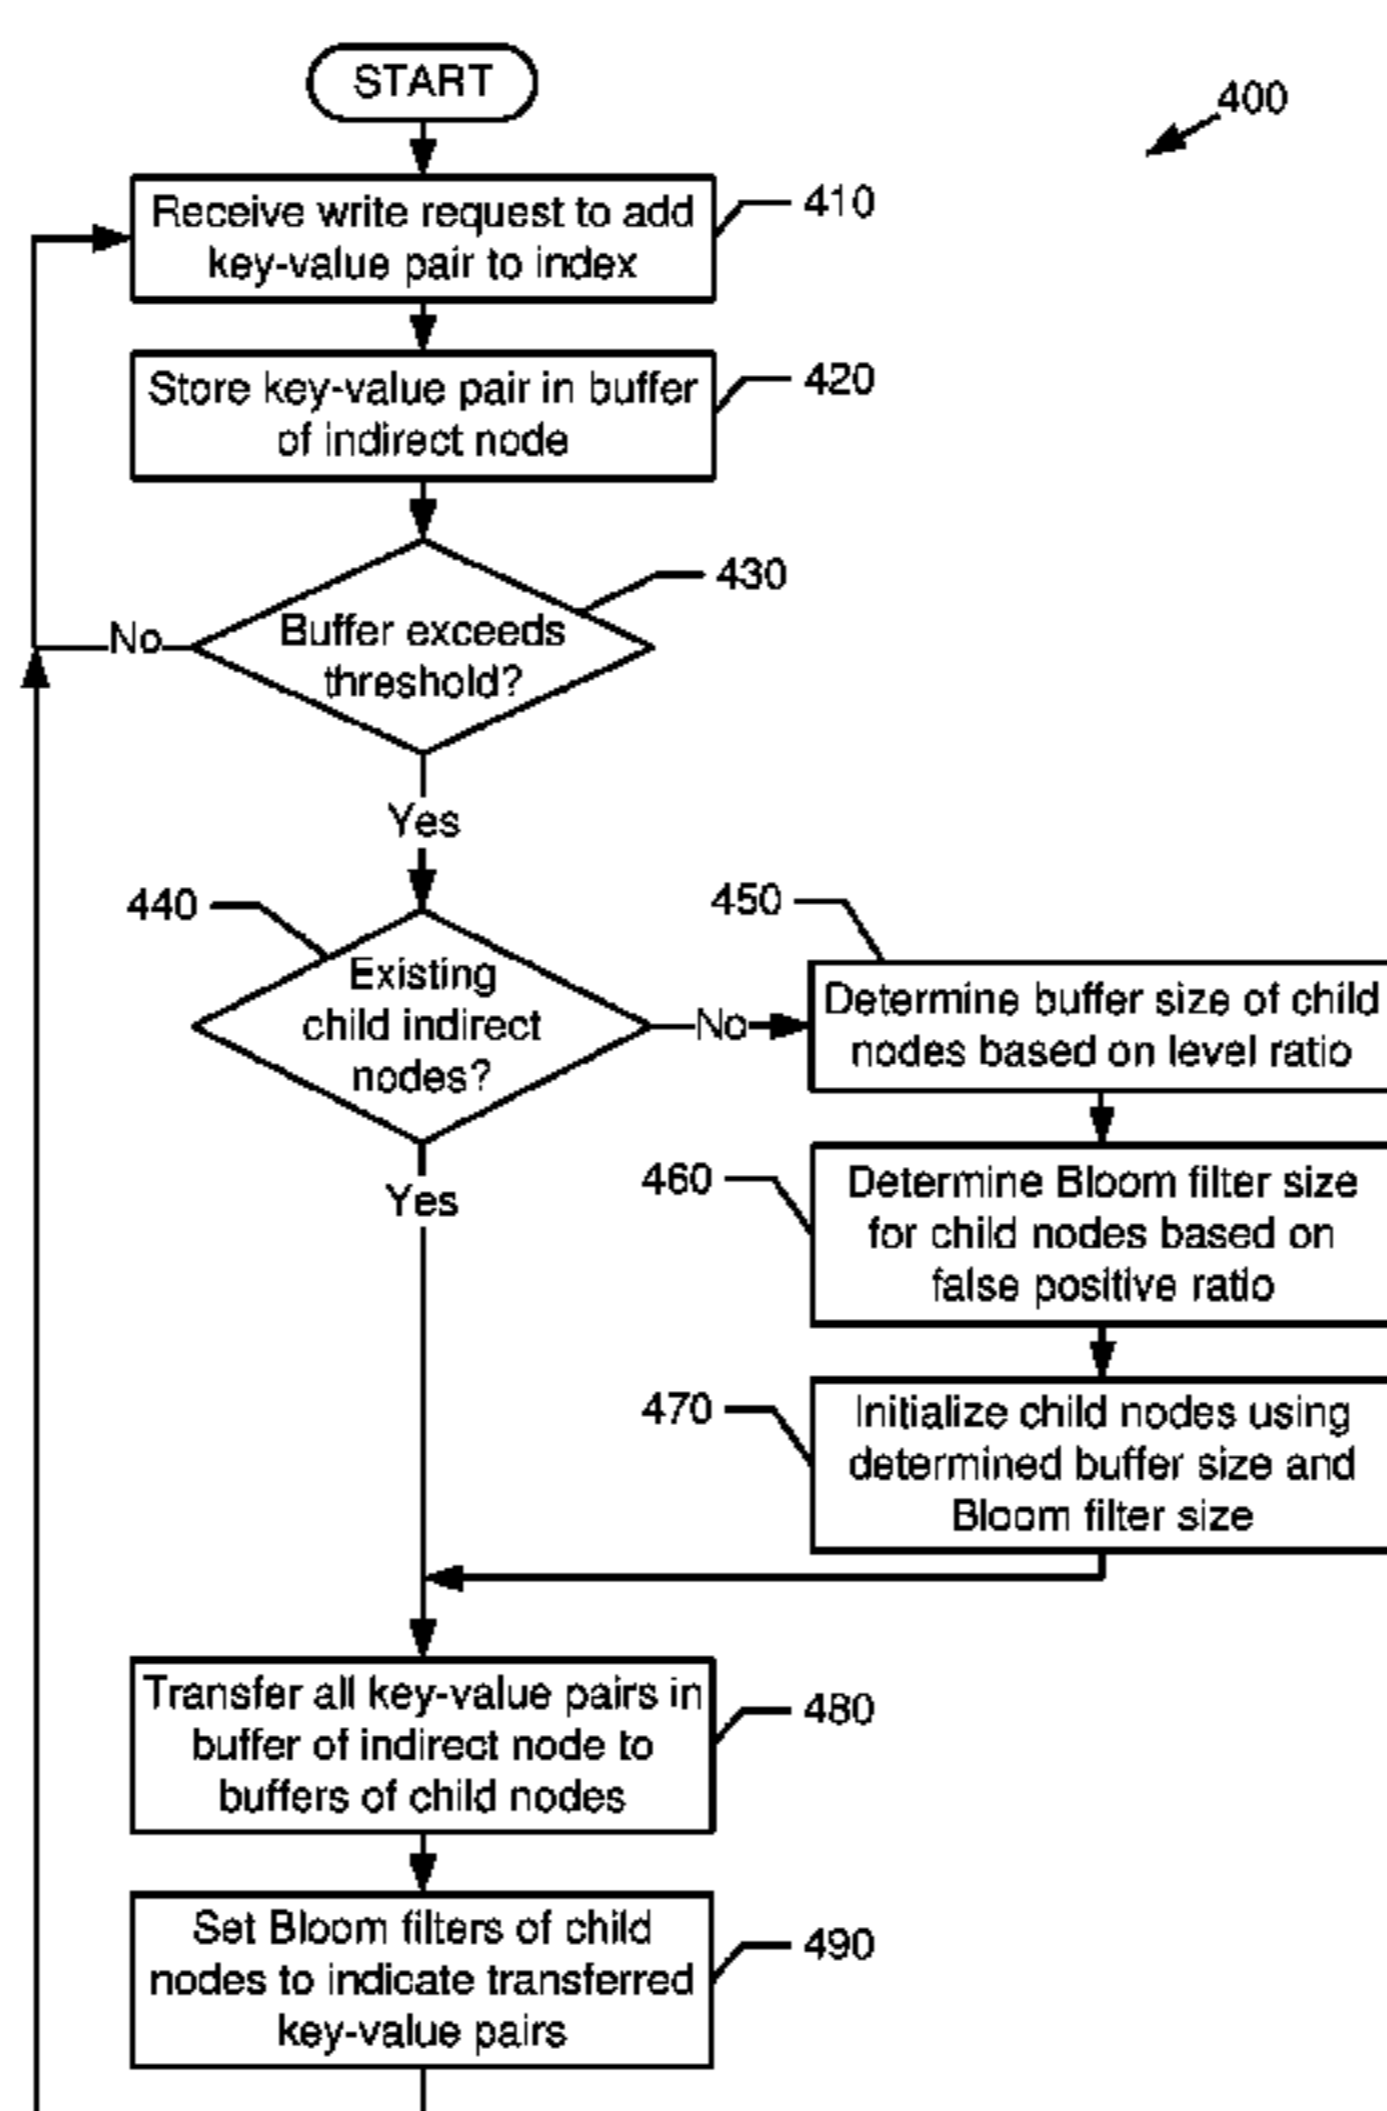 START
400
Receive write request to add
key-value pair to index
410
Store key-value pair in buffer
of indirect node
420
430
Buffer exceeds
threshold?
No
Yes
440
Existing
child indirect
nodes?
No
Yes
450
Determine buffer size of child
nodes based on level ratio
460
Determine Bloom filter size
for child nodes based on
false positive ratio
470
Initialize child nodes using
determined buffer size and
Bloom filter size
Transfer all key-value pairs in
buffer of indirect node to
buffers of child nodes
480
Set Bloom filters of child
nodes to indicate transferred
key-value pairs
490